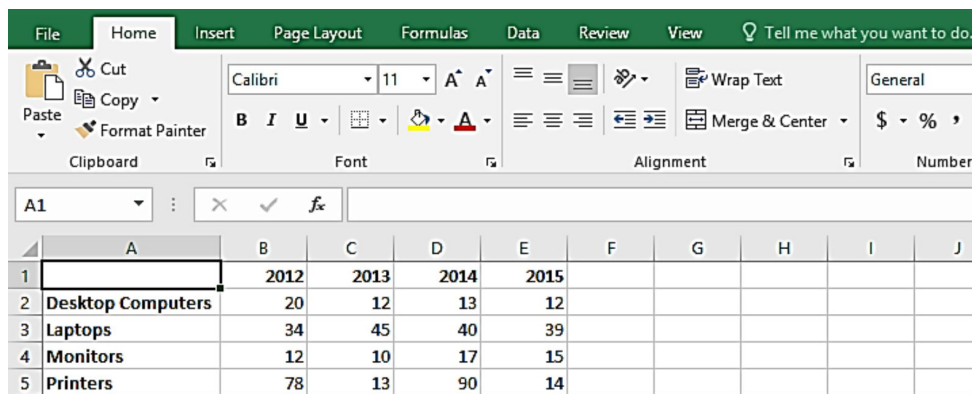 File Home Insert Page Layout Formulas Data Review View Tell me what you want to do.
Cut
Copy
Format Painter
Paste
Clipboard
Calibri 11 A A
B I U A
Font
Wrap Text
Merge & Center
Alignment
General
$ % ,
Number
A1 fx
A B C D E F G H I J
1 2012 2013 2014 2015
2 Desktop Computers 20 12 13 12
3 Laptops 34 45 40 39
4 Monitors 12 10 17 15
5 Printers 78 13 90 14